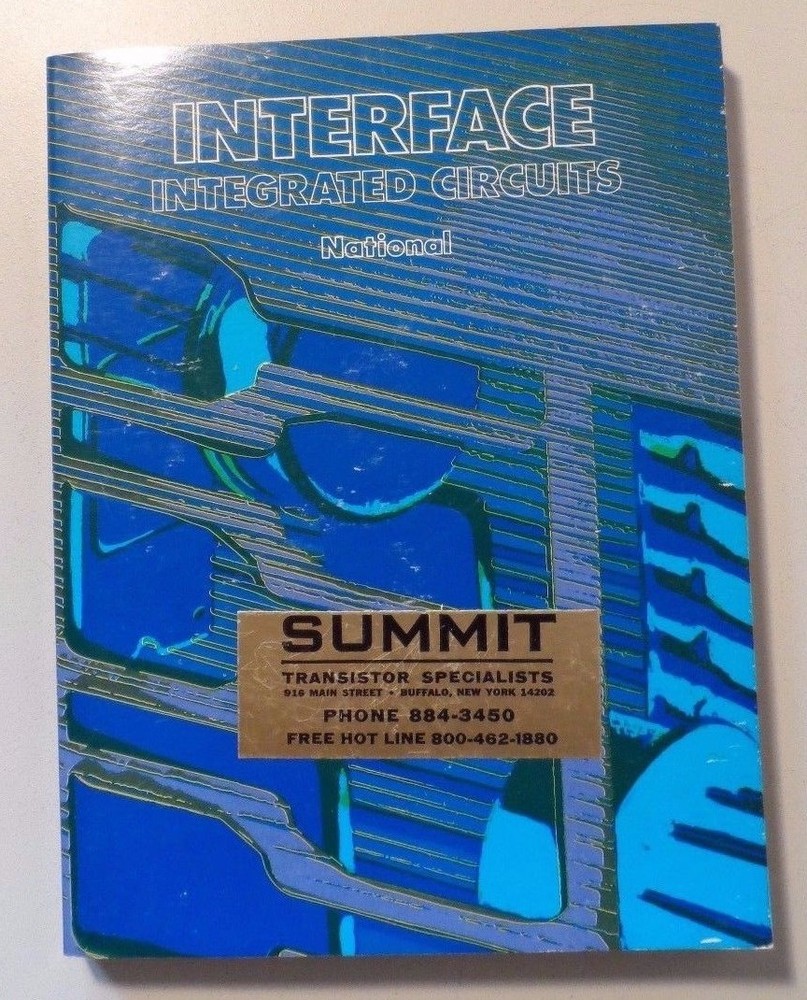 INTERFACE
INTEGRATED CIRCUITS
National
SUMMIT
TRANSISTOR SPECIALISTS
916 MAIN STREET • BUFFALO, NEW YORK 14202
PHONE 884-3450
FREE HOT LINE 800-462-1880